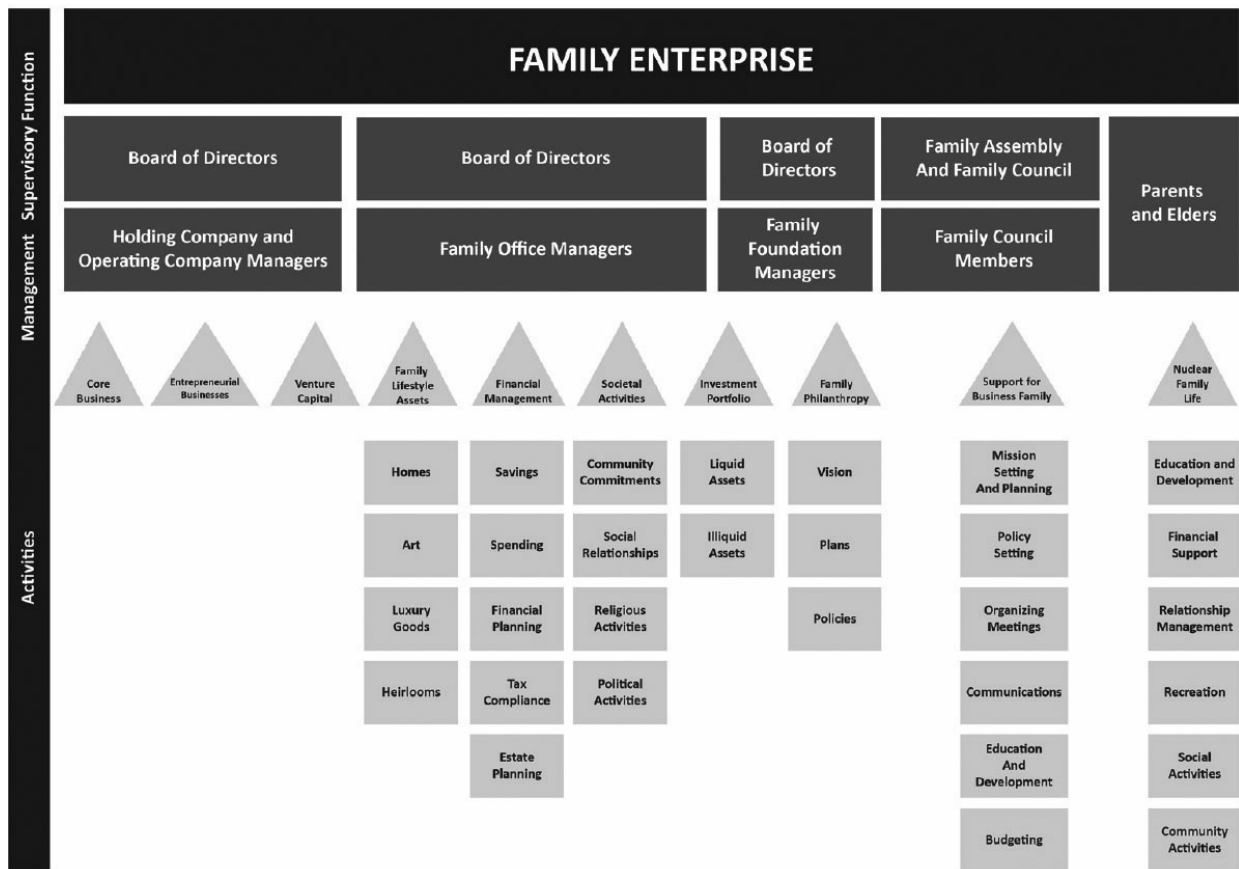 FAMILY ENTERPRISE
Supervisory Function
Board of Directors
Board of Directors
Board of
Directors
Family Assembly
And Family Council
Parents
and Elders
Management
Holding Company and
Operating Company Managers
Family Office Managers
Family
Foundation
Managers
Family Council
Members
Core
Business
Entrepreneurial
Businesses
Venture
Capital
Family
Lifestyle
Assets
Financial
Management
Societal
Activities
Investment
Portfolio
Family
Philanthropy
Support for
Business Family
Nuclear
Family
Life
Activities
Homes
Art
Luxury
Goods
Heirlooms
Savings
Spending
Financial
Planning
Tax
Compliance
Estate
Planning
Community
Commitments
Social
Relationships
Religious
Activities
Political
Activities
Liquid
Assets
Illiquid
Assets
Vision
Plans
Policies
Mission
Setting
And Planning
Policy
Setting
Organizing
Meetings
Communications
Education
And
Development
Budgeting
Education and
Development
Financial
Support
Relationship
Management
Recreation
Social
Activities
Community
Activities